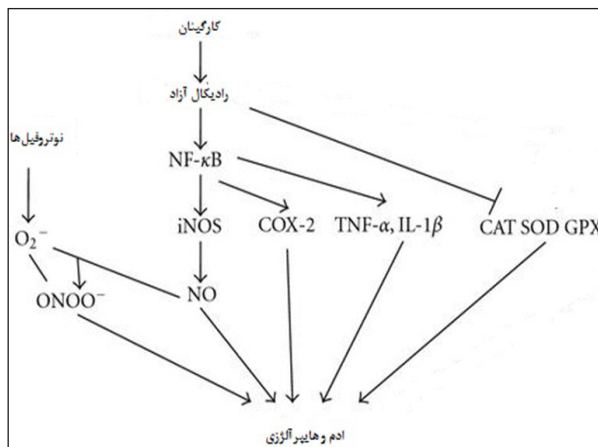 کارگینان
رادیکال آزاد
نوتروفیل‌ها
NF-κB
iNOS COX-2 TNF-α, IL-1β CAT SOD GPX
O₂⁻
ONOO⁻ NO
ادم و هایپرآلژزی